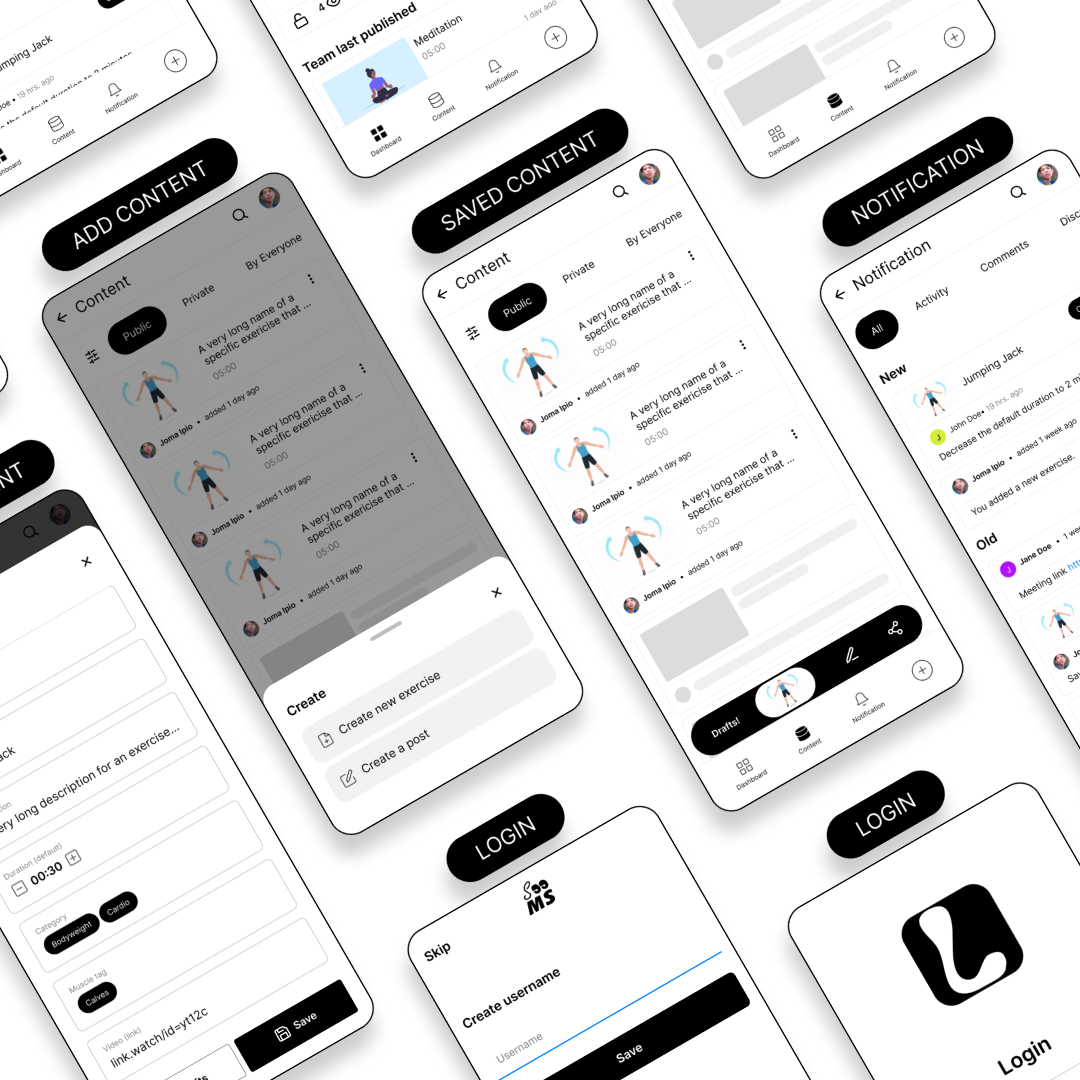 umping Jack
Doe • 19 hrs. ago
the default duration to 2 minutes
ashboard
Content
Notification
4
Team last published
Meditation
05:00
1 day ago
Dashboard
Content
Notification
Dashboard
Content
Notification
ADD CONTENT
Content
Public
Private
By Everyone
A very long name of a
specific exericise that ...
05:00
Joma Ipio • added 1 day ago
A very long name of a
specific exericise that ...
05:00
Joma Ipio • added 1 day ago
A very long name of a
specific exericise that ...
05:00
Joma Ipio • added 1 day ago
Create
Create new exercise
Create a post
SAVED CONTENT
Content
Public
Private
By Everyone
A very long name of a
specific exericise that ...
05:00
Joma Ipio • added 1 day ago
A very long name of a
specific exericise that ...
05:00
Joma Ipio • added 1 day ago
A very long name of a
specific exericise that ...
05:00
Joma Ipio • added 1 day ago
Drafts!
Dashboard
Content
Notification
NOTIFICATION
Notification
All
Activity
Comments
Disc
New
Jumping Jack
J
John Doe • 19 hrs. ago
Decrease the default duration to 2 mi
Joma Ipio • added 1 week ago
You added a new exercise.
Old
J
Jane Doe • 1 wee
Meeting link htt
Jo
Sav
NT
ack
tion
ery long description for an exercise...
Duration (default)
00:30
Category
Bodyweight
Cardio
Muscle tag
Calves
Video (link)
link.watch/id=yt12c
fts
Save
LOGIN
Skip
Create username
Username
Save
LOGIN
Login